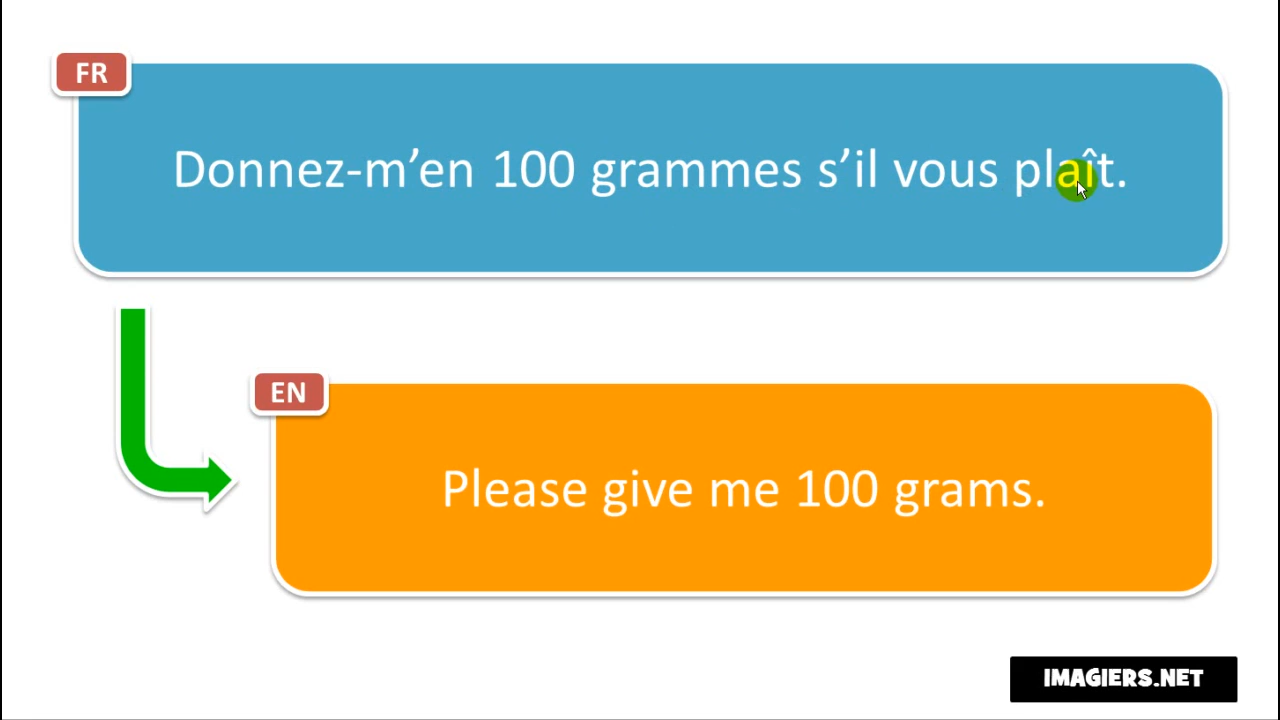 FR
Donnez-m’en 100 grammes s’il vous plaît.
EN
Please give me 100 grams.
IMAGIERS.NET